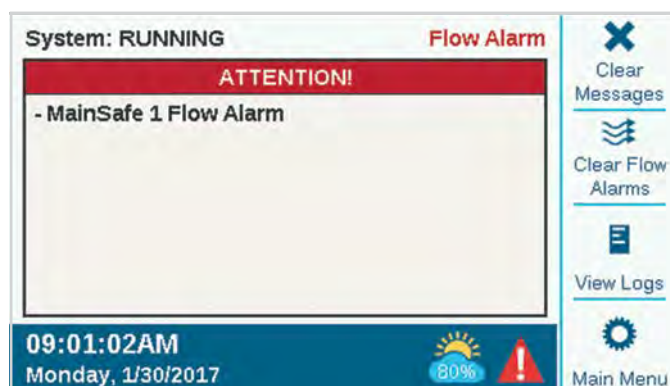 System: RUNNING
Flow Alarm
ATTENTION!
- MainSafe 1 Flow Alarm
09:01:02AM
Monday, 1/30/2017
80%
Clear
Messages
Clear Flow
Alarms
View Logs
Main Menu